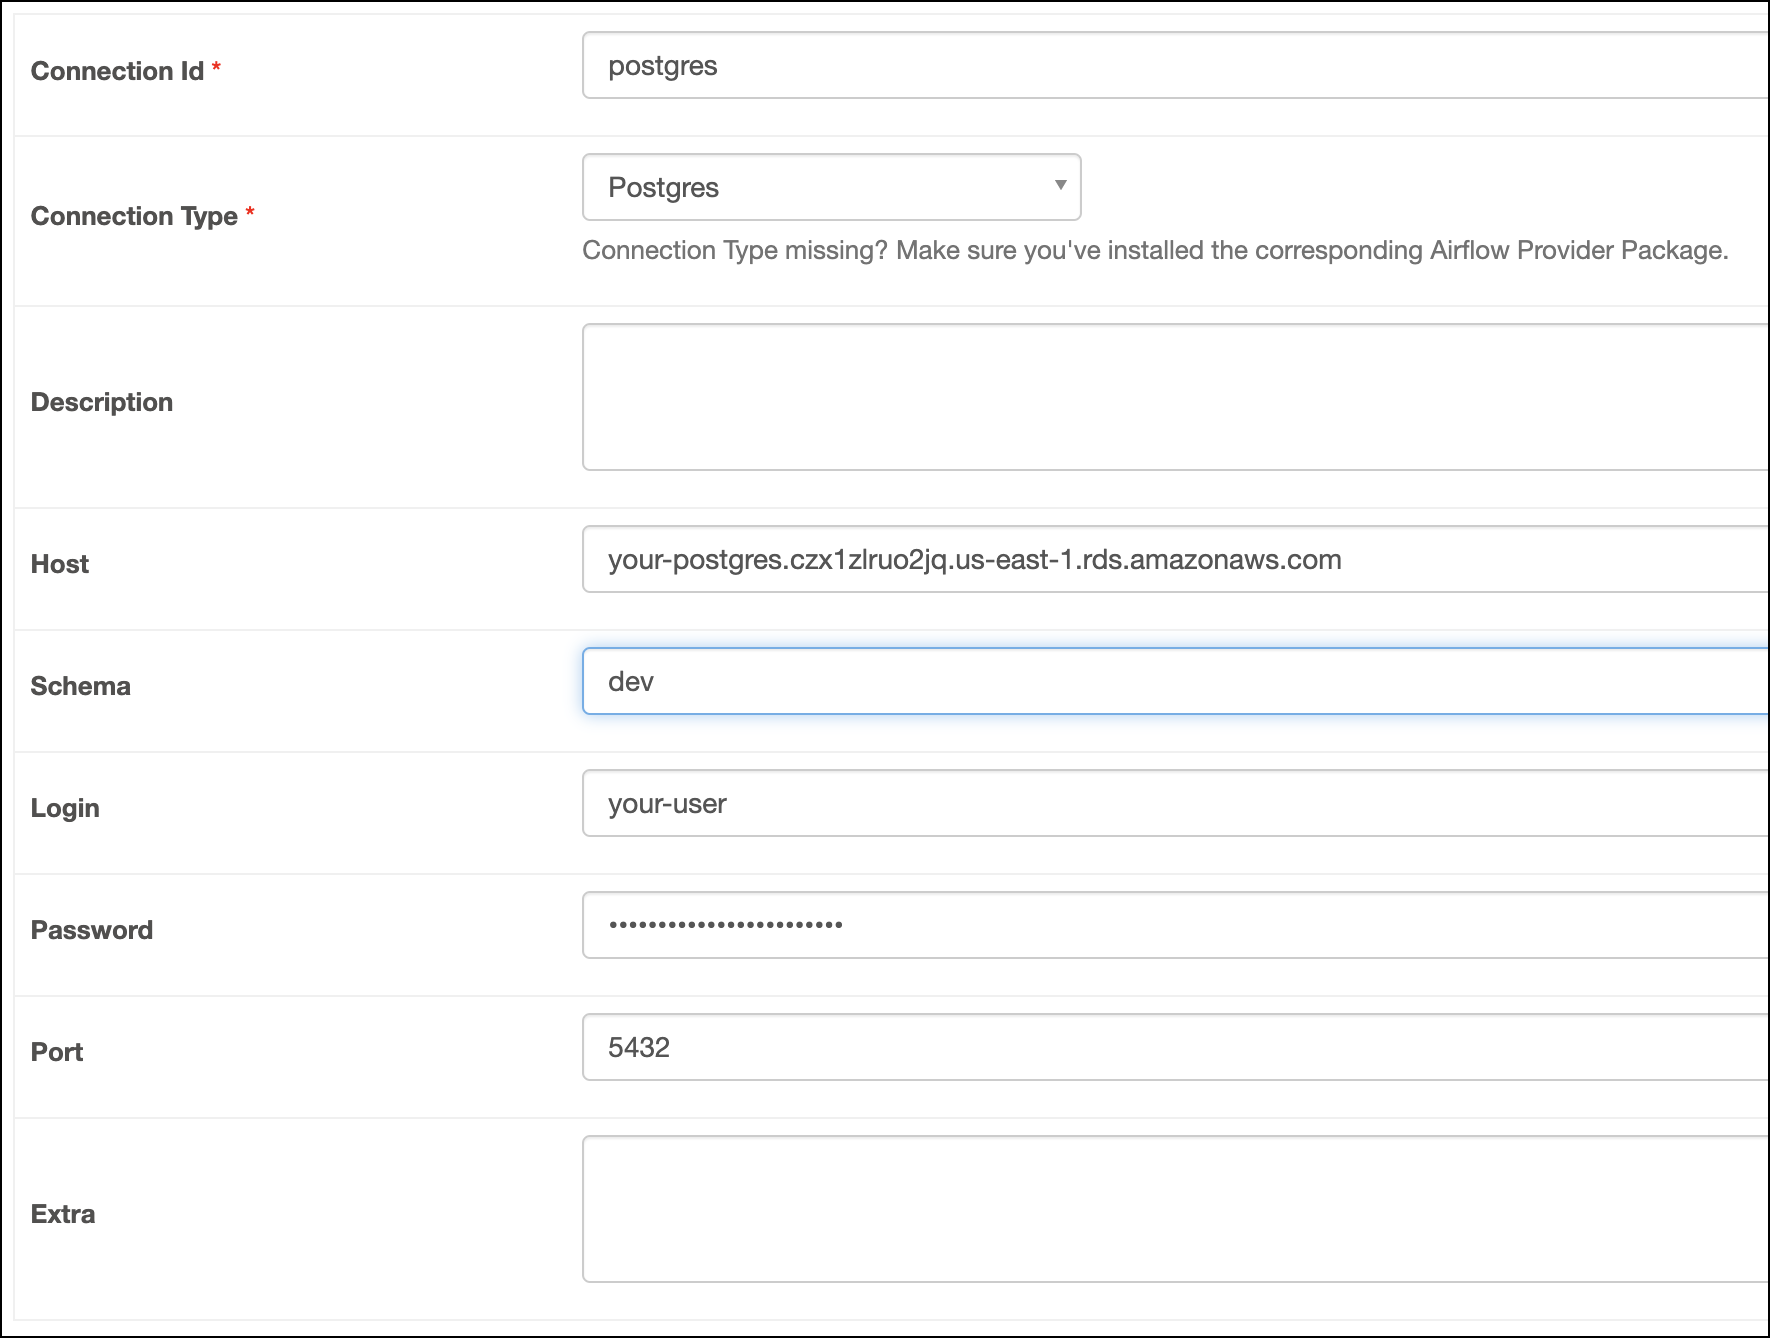 Connection Id *
postgres
Connection Type *
Postgres
Connection Type missing? Make sure you've installed the corresponding Airflow Provider Package.
Description
Host
your-postgres.czx1zlruo2jq.us-east-1.rds.amazonaws.com
Schema
dev
Login
your-user
Password
••••••••••••••••••••••••
Port
5432
Extra